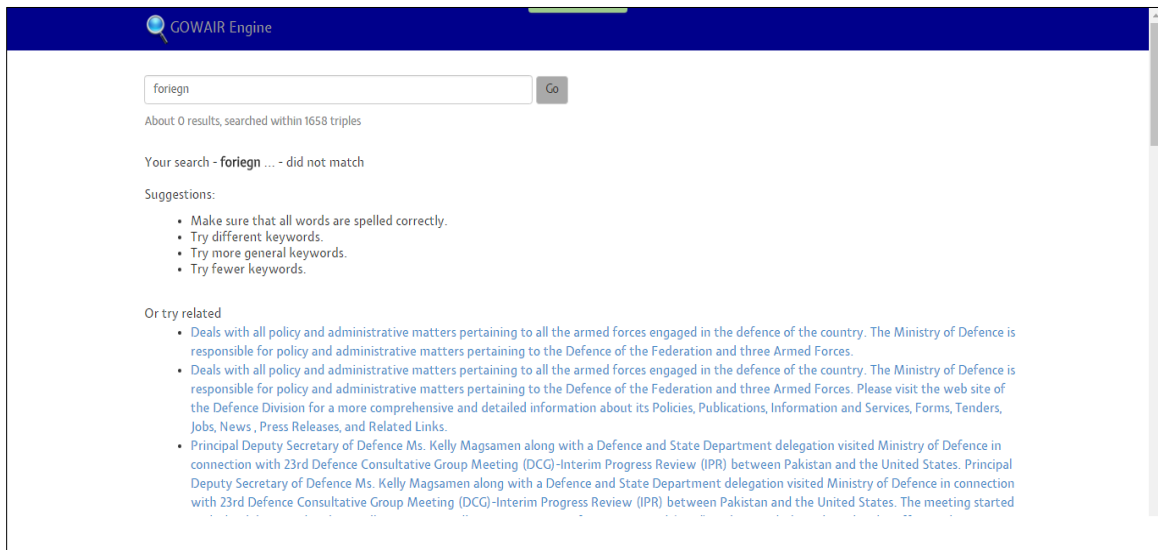 GOWAIR Engine
foriegn
Go
About 0 results, searched within 1658 triples
Your search - foriegn ... - did not match
Suggestions:
• Make sure that all words are spelled correctly.
• Try different keywords.
• Try more general keywords.
• Try fewer keywords.
Or try related
• Deals with all policy and administrative matters pertaining to all the armed forces engaged in the defence of the country. The Ministry of Defence is
responsible for policy and administrative matters pertaining to the Defence of the Federation and three Armed Forces.
• Deals with all policy and administrative matters pertaining to all the armed forces engaged in the defence of the country. The Ministry of Defence is
responsible for policy and administrative matters pertaining to the Defence of the Federation and three Armed Forces. Please visit the web site of
the Defence Division for a more comprehensive and detailed information about its Policies, Publications, Information and Services, Forms, Tenders,
Jobs, News , Press Releases, and Related Links.
• Principal Deputy Secretary of Defence Ms. Kelly Magsamen along with a Defence and State Department delegation visited Ministry of Defence in
connection with 23rd Defence Consultative Group Meeting (DCG)-Interim Progress Review (IPR) between Pakistan and the United States. Principal
Deputy Secretary of Defence Ms. Kelly Magsamen along with a Defence and State Department delegation visited Ministry of Defence in connection
with 23rd Defence Consultative Group Meeting (DCG)-Interim Progress Review (IPR) between Pakistan and the United States. The meeting started